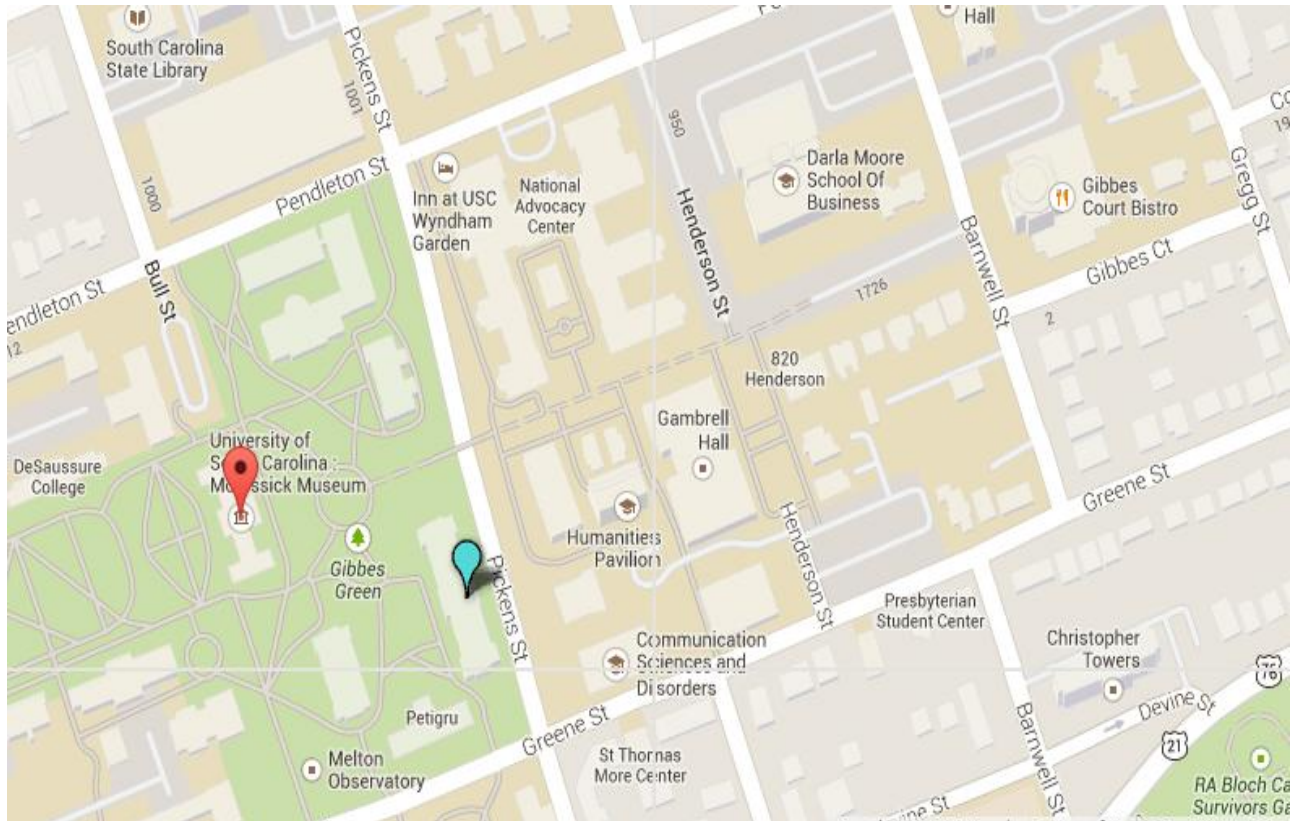 South Carolina
State Library
Pickens St
1001
Hall
950
Darla Moore
School Of
Business
Gibbes
Court Bistro
Gregg St
Pendleton St
Inn at USC
Wyndham
Garden
National
Advocacy
Center
Henderson St
Barnwell St
Gibbes Ct
1000
Bull St
endleton St
12
1726
2
820
Henderson
Gambrell
Hall
University of
Carolina :
Museum
DeSaussure
College
Gibbes
Green
Humanities
Pavilion
Pickens St
Henderson St
Greene St
Presbyterian
Student Center
Communication
Sciences and
Disorders
Christopher
Towers
76
Petigru
Greene St
Devine St
21
Melton
Observatory
St Thomas
More Center
Barnwell St
evine St
RA Bloch Ca
Survivors Ga